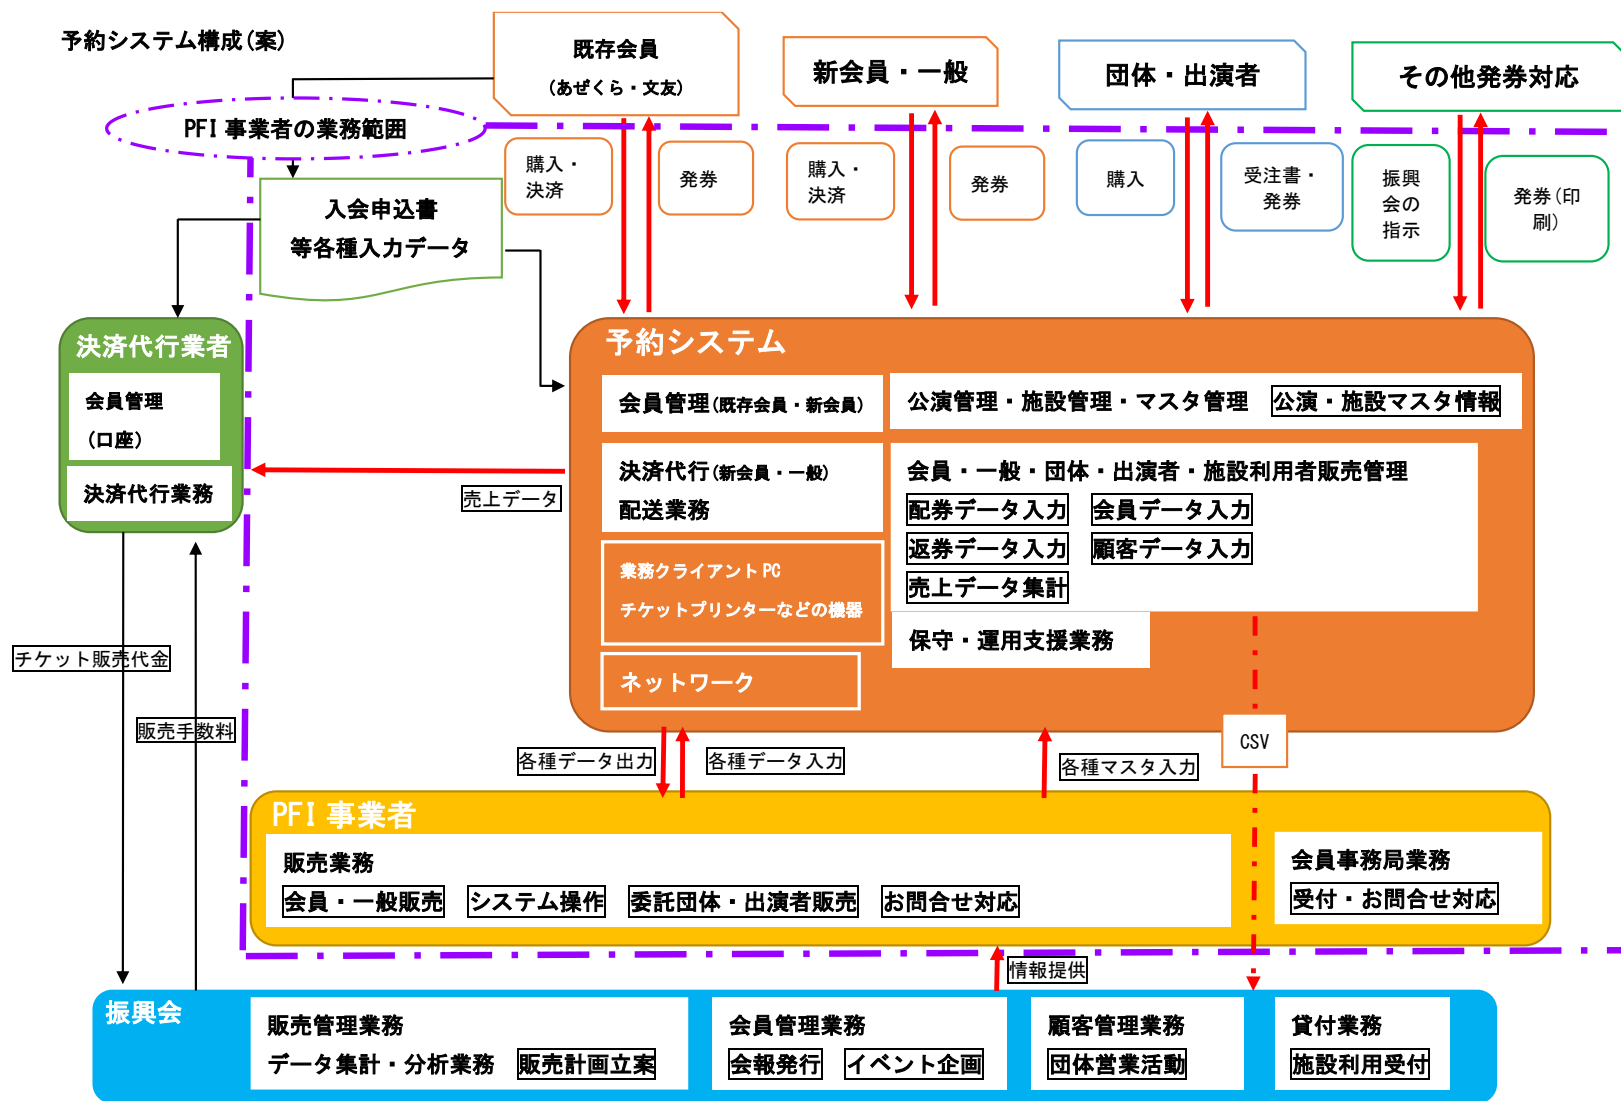 予約システム構成(案)
既存会員
(あぜくら・文友)
新会員・一般
団体・出演者
その他発券対応
PFI 事業者の業務範囲
購入・
決済
発券
購入・
決済
発券
購入
受注書・
発券
振興
会の
指示
発券(印
刷)
入会申込書
等各種入力データ
決済代行業者
会員管理
(口座)
決済代行業務
予約システム
会員管理(既存会員・新会員)
公演管理・施設管理・マスタ管理 公演・施設マスタ情報
決済代行(新会員・一般)
配送業務
会員・一般・団体・出演者・施設利用者販売管理
配券データ入力 会員データ入力
返券データ入力 顧客データ入力
売上データ集計
業務クライアント PC
チケットプリンターなどの機器
保守・運用支援業務
ネットワーク
売上データ
チケット販売代金
販売手数料
各種データ出力
各種データ入力
各種マスタ入力
CSV
PFI 事業者
販売業務
会員・一般販売 システム操作 委託団体・出演者販売 お問合せ対応
会員事務局業務
受付・お問合せ対応
情報提供
振興会
販売管理業務
データ集計・分析業務 販売計画立案
会員管理業務
会報発行 イベント企画
顧客管理業務
団体営業活動
貸付業務
施設利用受付